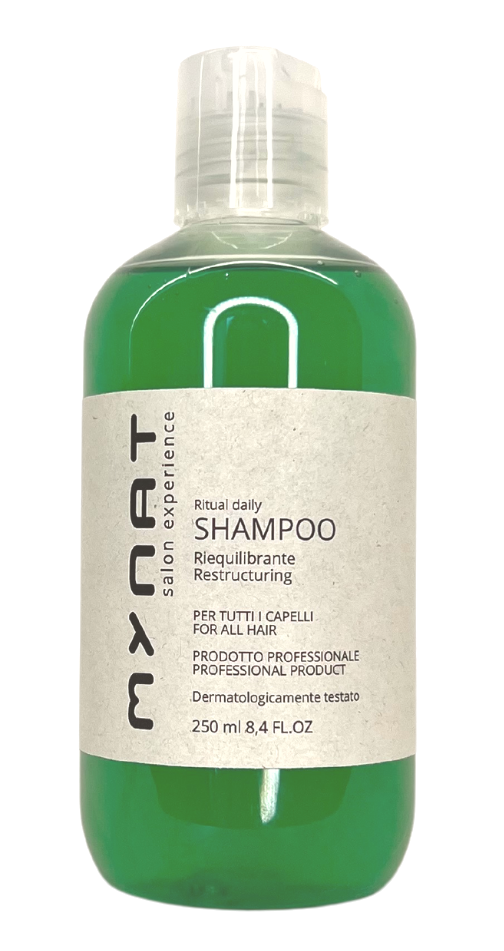 mynat
salon experience
Ritual daily
SHAMPOO
Riequilibrante
Restructuring
PER TUTTI I CAPELLI
FOR ALL HAIR
PRODOTTO PROFESSIONALE
PROFESSIONAL PRODUCT
Dermatologicamente testato
250 ml 8,4 FL.OZ